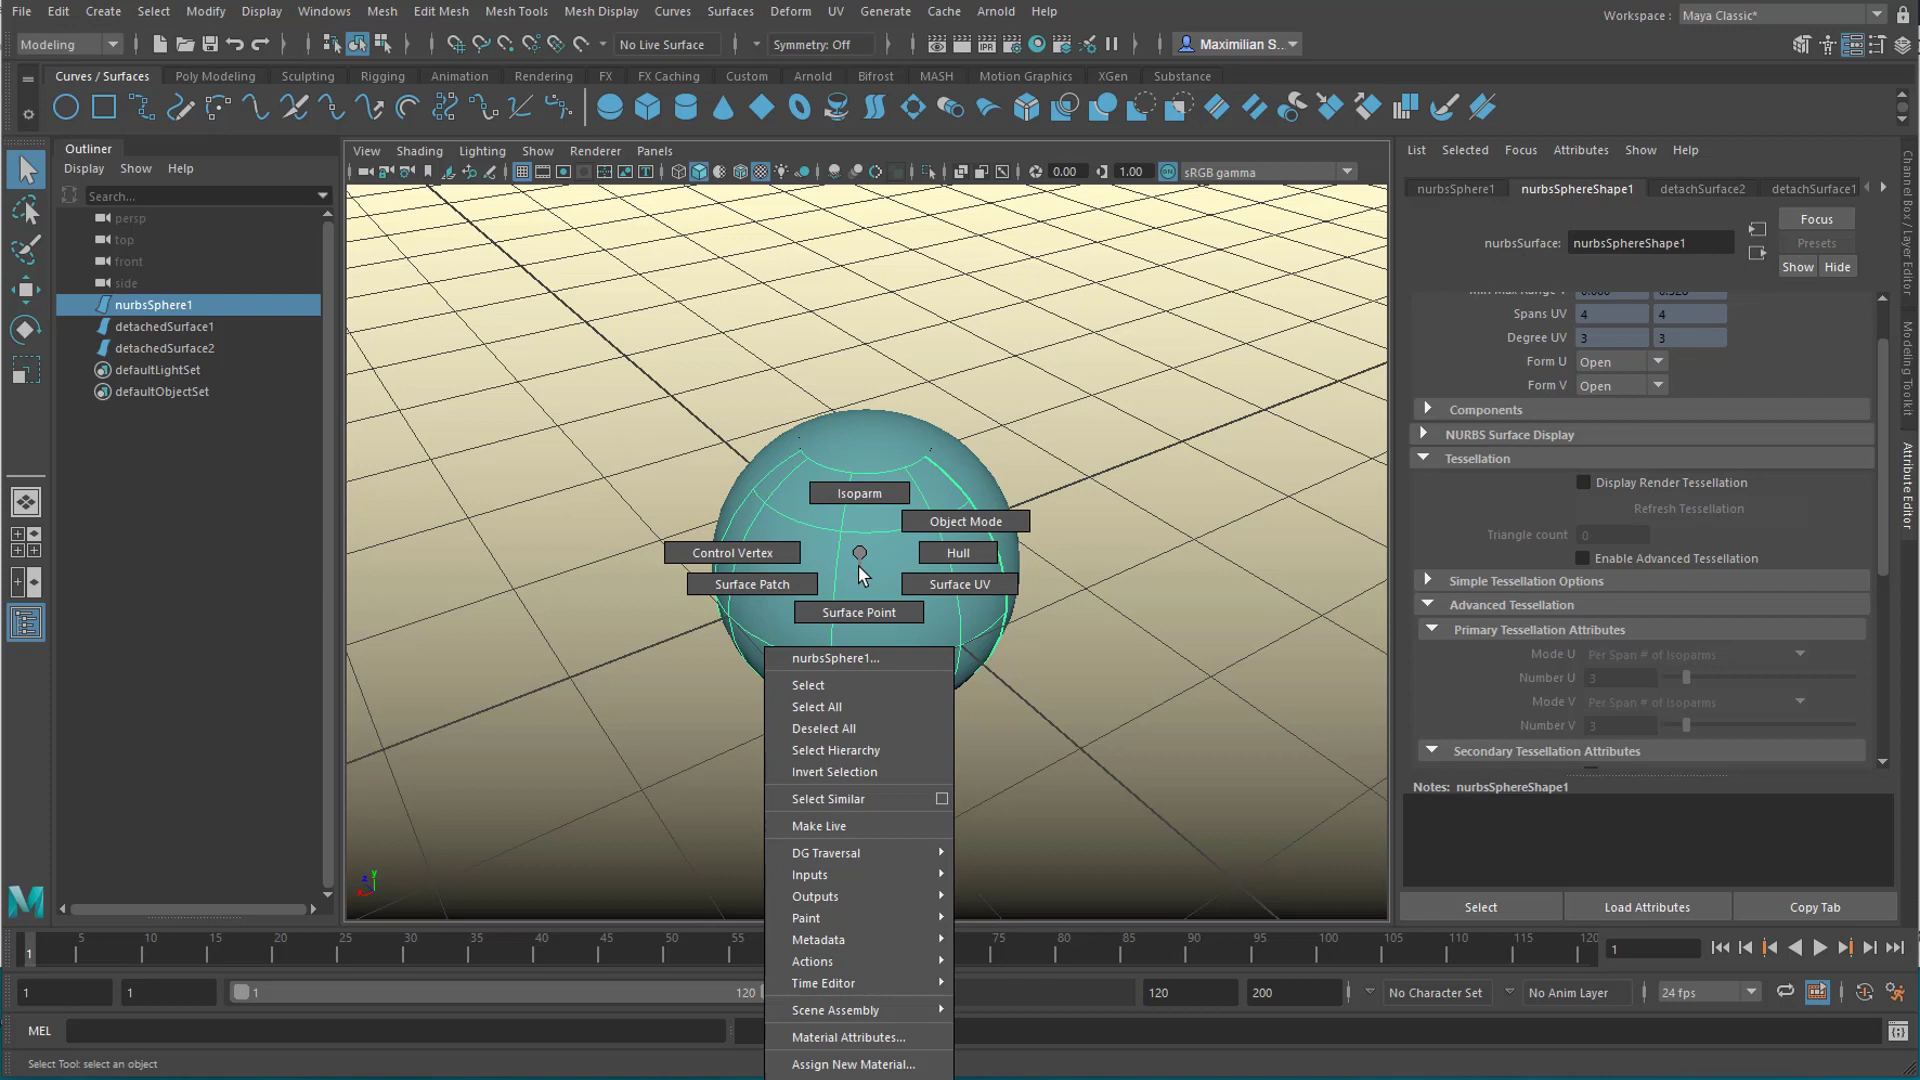 File Edit Create Select Modify Display Windows Mesh Edit Mesh Mesh Tools Mesh Display Curves Surfaces Deform UV Generate Cache Arnold Help
Workspace : Maya Classic*
Modeling No Live Surface Symmetry: Off Maximilian S...
IPR
Curves / Surfaces Poly Modeling Sculpting Rigging Animation Rendering FX FX Caching Custom Arnold Bifrost MASH Motion Graphics XGen Substance
Outliner
Display Show Help
Search...
persp
top
front
side
nurbsSphere1
detachedSurface1
detachedSurface2
defaultLightSet
defaultObjectSet
View Shading Lighting Show Renderer Panels
0.00 1.00 ON sRGB gamma
Isoparm
Object Mode
Control Vertex
Hull
Surface Patch
Surface UV
Surface Point
nurbsSphere1...
Select
Select All
Deselect All
Select Hierarchy
Invert Selection
Select Similar
Make Live
DG Traversal
Inputs
Outputs
Paint
Metadata
Actions
Time Editor
Scene Assembly
Material Attributes...
Assign New Material...
y
z
x
List Selected Focus Attributes Show Help
nurbsSphere1 nurbsSphereShape1 detachSurface2 detachSurface1
Focus
nurbsSurface: nurbsSphereShape1
Presets
Show Hide
Spans UV 4 4
Degree UV 3 3
Form U Open
Form V Open
Components
NURBS Surface Display
Tessellation
Display Render Tessellation
Refresh Tessellation
Triangle count 0
Enable Advanced Tessellation
Simple Tessellation Options
Advanced Tessellation
Primary Tessellation Attributes
Mode U Per Span # of Isoparms
Number U 3
Mode V Per Span # of Isoparms
Number V 3
Secondary Tessellation Attributes
Notes: nurbsSphereShape1
Select Load Attributes Copy Tab
Channel Box / Layer Editor
Modeling Toolkit
Attribute Editor
1 5 10 15 20 25 30 35 40 45 50 55 75 80 85 90 95 100 105 110 115 120
1
1 1 1 120 120 200 No Character Set No Anim Layer 24 fps
MEL
Select Tool: select an object